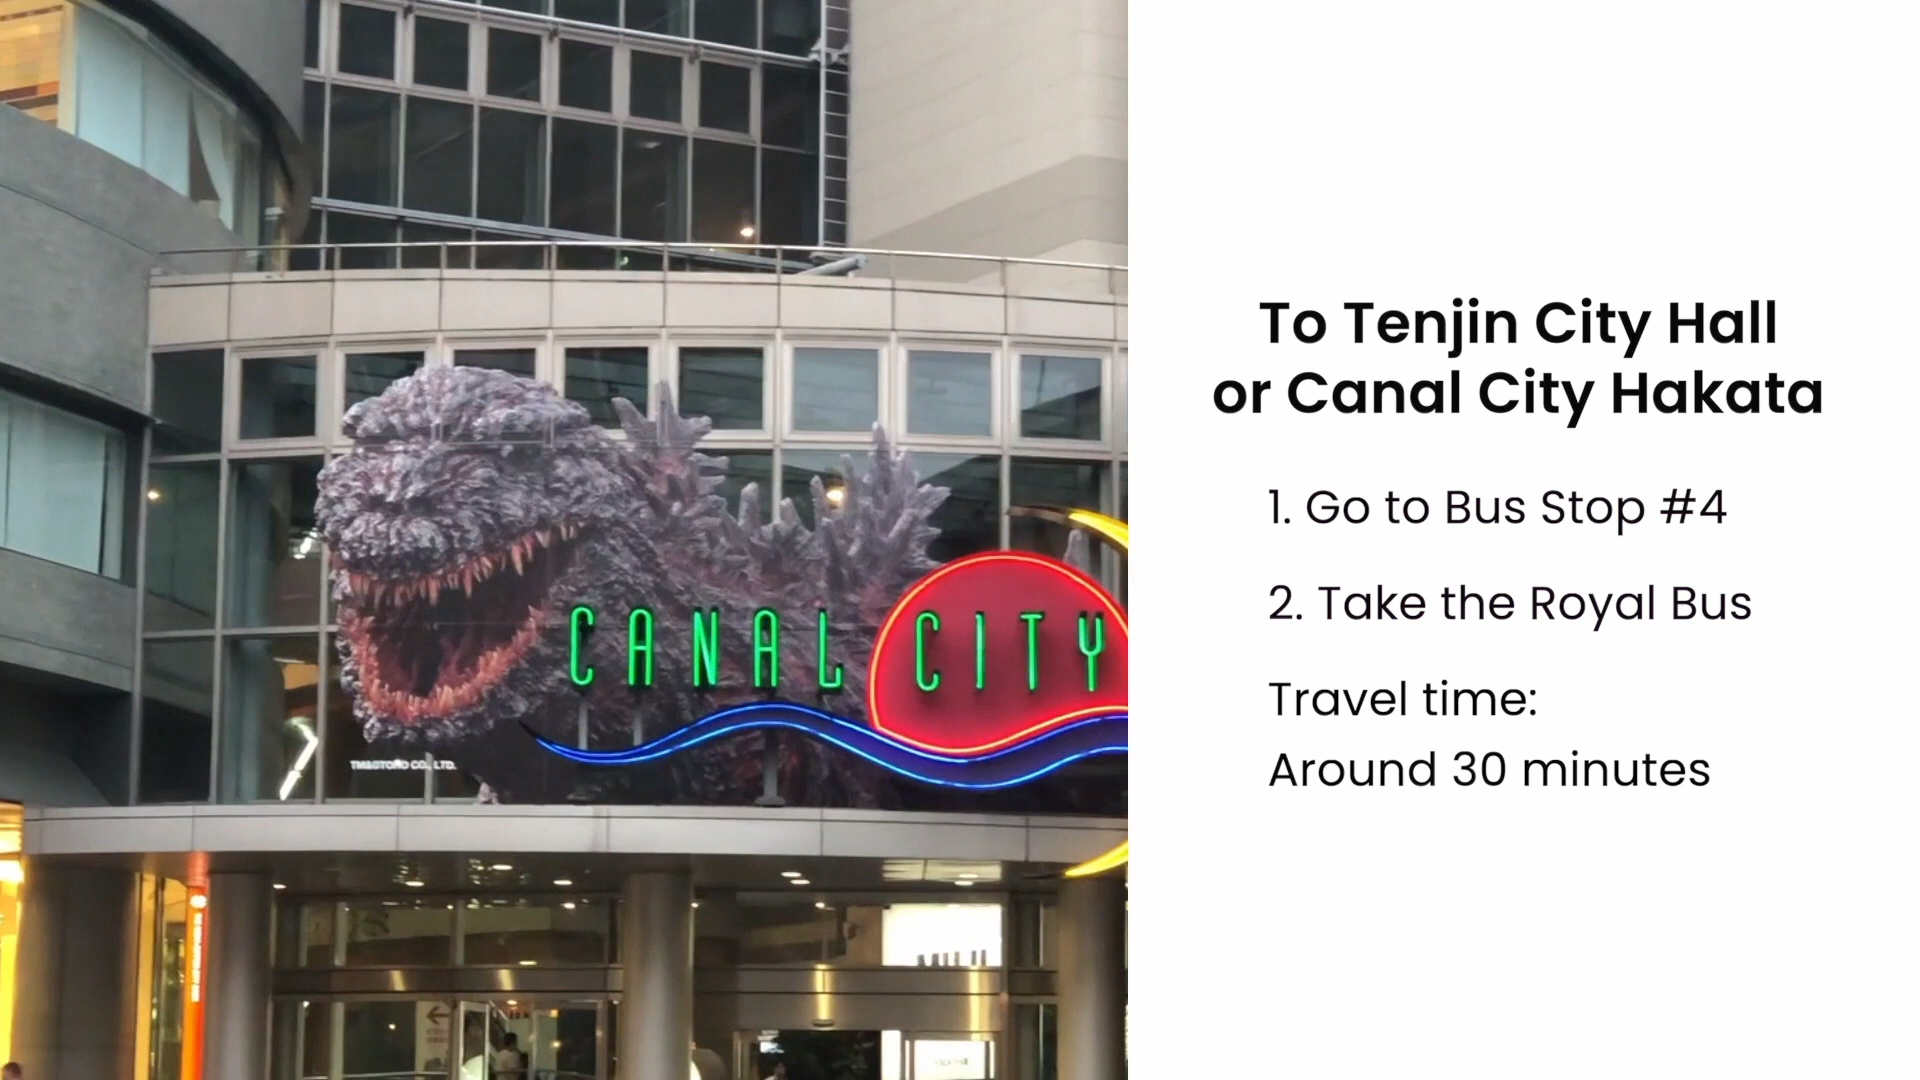 CANAL CITY
To Tenjin City Hall
or Canal City Hakata
1. Go to Bus Stop #4
2. Take the Royal Bus
Travel time:
Around 30 minutes